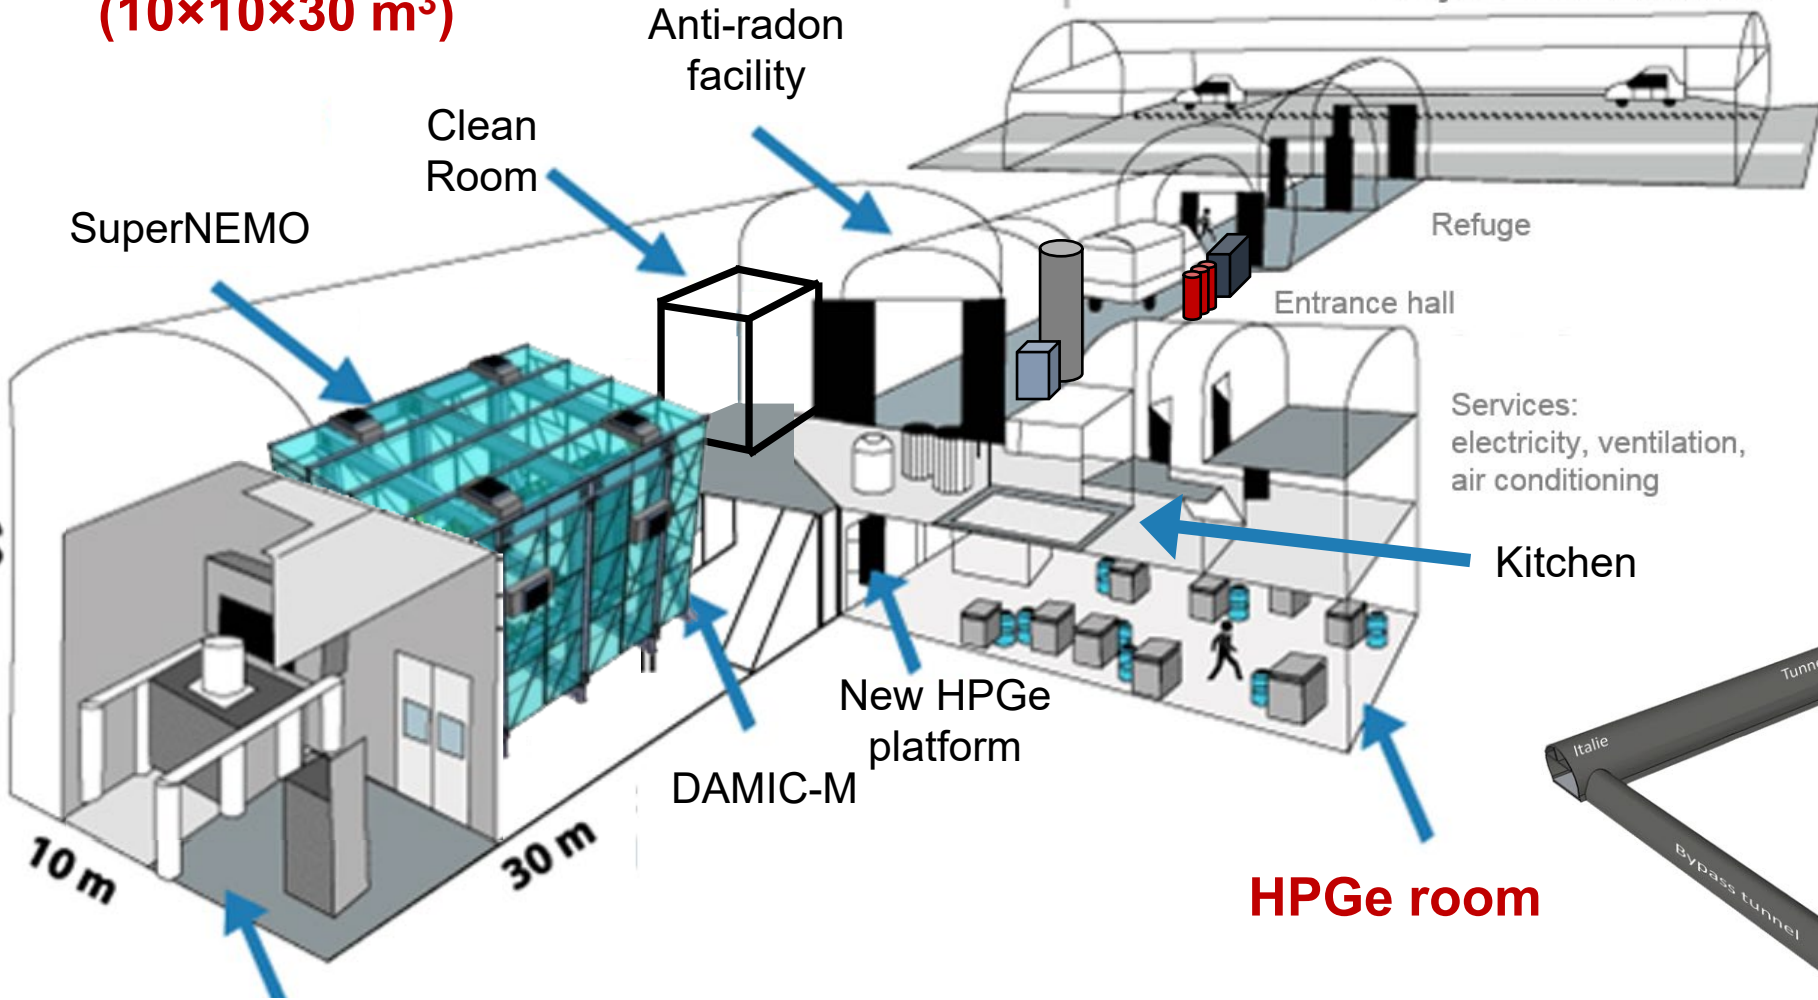 (10×10×30 m³)
Anti-radon
facility
Clean
Room
SuperNEMO
Refuge
Entrance hall
Services:
electricity, ventilation,
air conditioning
Kitchen
New HPGe
platform
DAMIC-M
10 m
30 m
HPGe room
Italie
Bypass tunnel